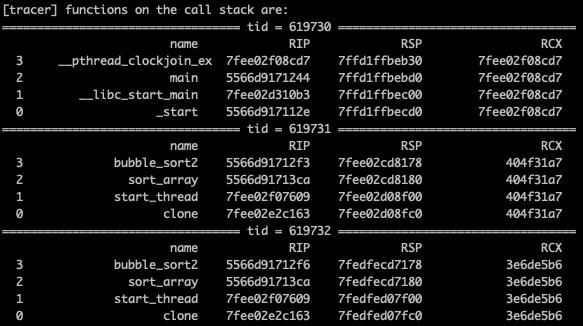 [tracer] functions on the call stack are:
================================ tid = 619730 ================================
name RIP RSP RCX
3 __pthread_clockjoin_ex 7fee02f08cd7 7ffd1ffbeb30 7fee02f08cd7
2 main 5566d9171244 7ffd1ffbebd0 7fee02f08cd7
1 __libc_start_main 7fee02d310b3 7ffd1ffbec00 7fee02f08cd7
0 _start 5566d917112e 7ffd1ffbecd0 7fee02f08cd7
================================ tid = 619731 ================================
name RIP RSP RCX
3 bubble_sort2 5566d91712f3 7fee02cd8178 404f31a7
2 sort_array 5566d91713ca 7fee02cd8180 404f31a7
1 start_thread 7fee02f07609 7fee02d08f00 404f31a7
0 clone 7fee02e2c163 7fee02d08fc0 404f31a7
================================ tid = 619732 ================================
name RIP RSP RCX
3 bubble_sort2 5566d91712f6 7fedfecd7178 3e6de5b6
2 sort_array 5566d91713ca 7fedfecd7180 3e6de5b6
1 start_thread 7fee02f07609 7fedfed07f00 3e6de5b6
0 clone 7fee02e2c163 7fedfed07fc0 3e6de5b6